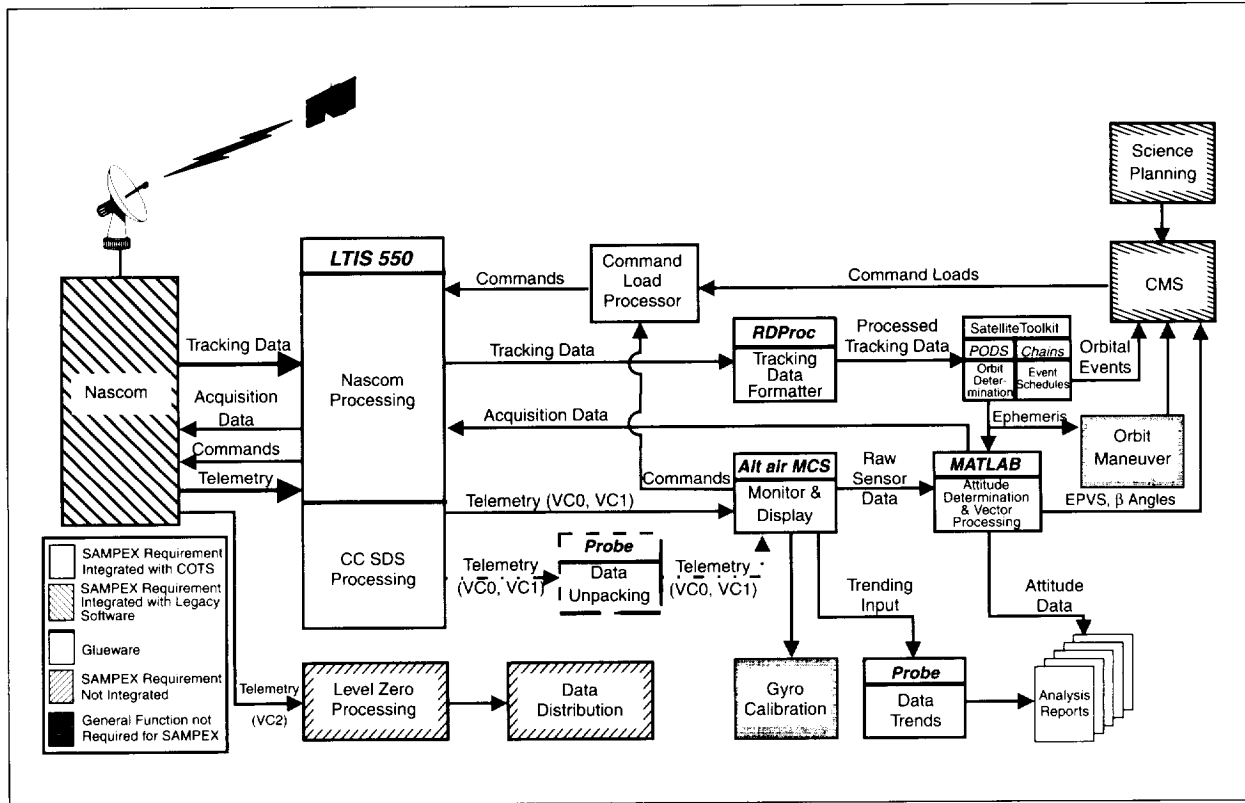 Science
Planning
LTIS 550
Command
Load
Processor
Commands
Command Loads
CMS
Tracking Data
Nascom
Acquisition
Data
Commands
Telemetry
Nascom
Processing
Tracking Data
RDProc
Tracking
Data
Formatter
Processed
Tracking Data
SatelliteToolkit
PODS
Chains
Orbit
Deter-
mination
Event
Schedules
Orbital
Events
Acquisition Data
Ephemeris
Orbit
Maneuver
Commands
Alt air MCS
Monitor &
Display
Raw
Sensor
Data
MATLAB
Attitude
Determination
& Vector
Processing
EPVS, β Angles
Telemetry (VC0, VC1)
CC SDS
Processing
Telemetry
(VC0, VC1)
Probe
Data
Unpacking
Telemetry
(VC0, VC1)
Trending
Input
Attitude
Data
SAMPEX Requirement
Integrated with COTS
SAMPEX Requirement
Integrated with Legacy
Software
Glueware
SAMPEX Requirement
Not Integrated
General Function not
Required for SAMPEX
Telemetry
(VC2)
Level Zero
Processing
Data
Distribution
Gyro
Calibration
Probe
Data
Trends
Analysis
Reports